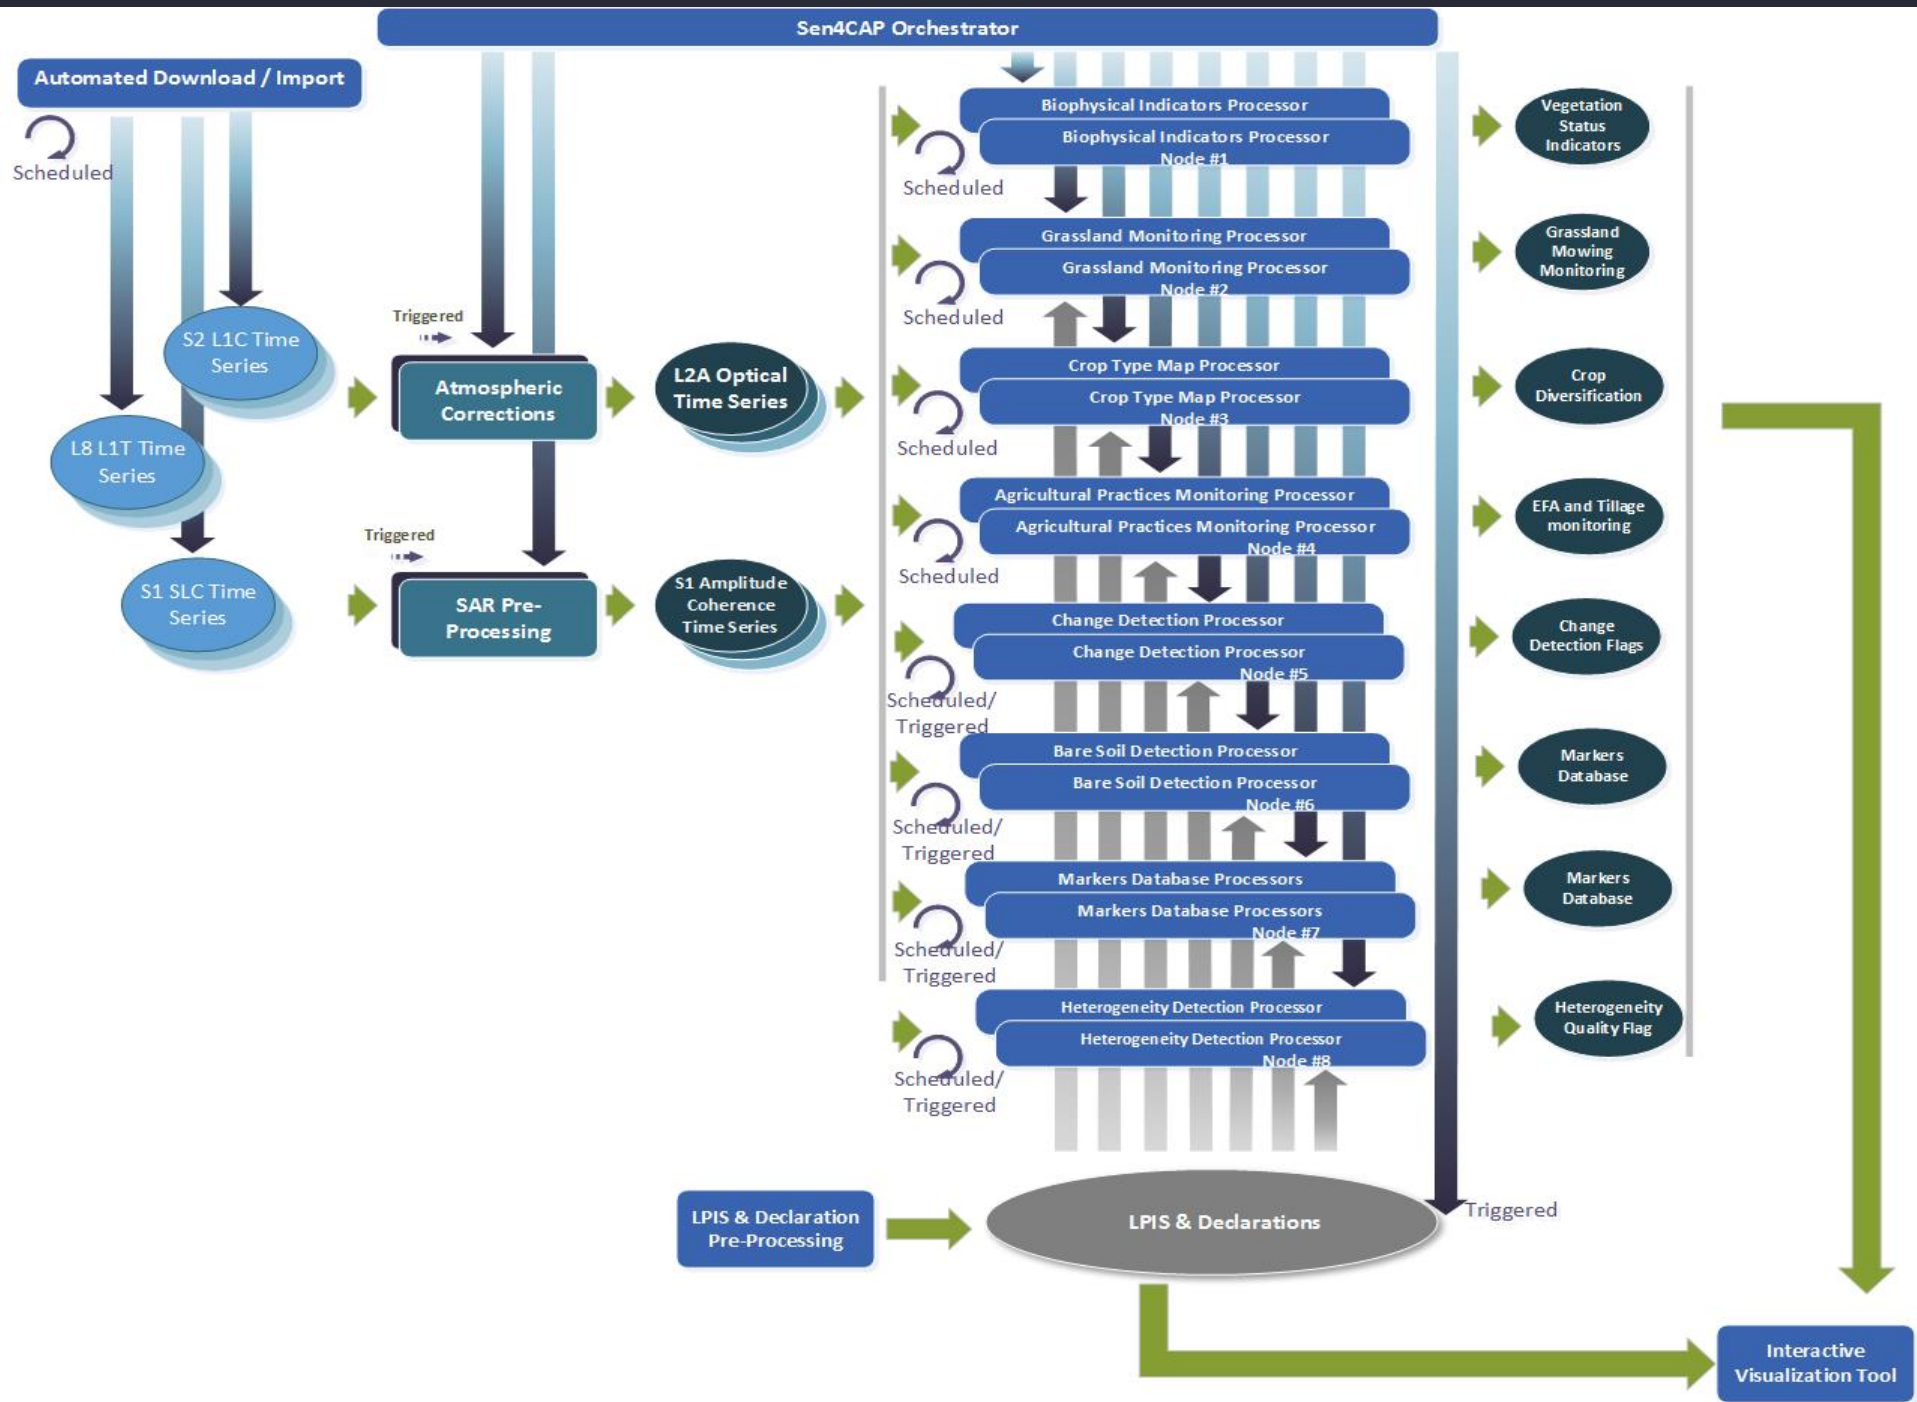 Sen4CAP Orchestrator
Automated Download / Import
Scheduled
S2 L1C Time
Series
L8 L1T Time
Series
S1 SLC Time
Series
Triggered
Atmospheric
Corrections
Triggered
SAR Pre-
Processing
L2A Optical
Time Series
S1 Amplitude
Coherence
Time Series
Biophysical Indicators Processor
Biophysical Indicators Processor
Node #1
Scheduled
Vegetation
Status
Indicators
Grassland Monitoring Processor
Grassland Monitoring Processor
Node #2
Scheduled
Grassland
Mowing
Monitoring
Crop Type Map Processor
Crop Type Map Processor
Node #3
Scheduled
Crop
Diversification
Agricultural Practices Monitoring Processor
Agricultural Practices Monitoring Processor
Node #4
Scheduled
EFA and Tillage
monitoring
Change Detection Processor
Change Detection Processor
Node #5
Scheduled/
Triggered
Change
Detection Flags
Bare Soil Detection Processor
Bare Soil Detection Processor
Node #6
Scheduled/
Triggered
Markers
Database
Markers Database Processors
Markers Database Processors
Node #7
Scheduled/
Triggered
Markers
Database
Heterogeneity Detection Processor
Heterogeneity Detection Processor
Node #8
Scheduled/
Triggered
Heterogeneity
Quality Flag
LPIS & Declaration
Pre-Processing
LPIS & Declarations
Triggered
Interactive
Visualization Tool